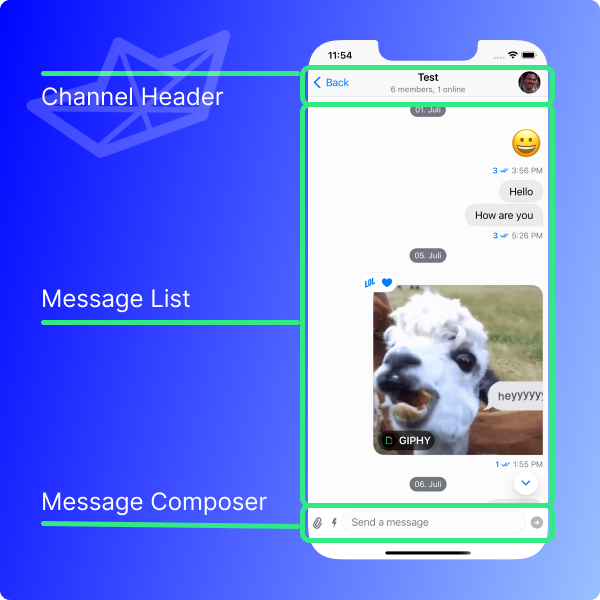 Channel Header
Message List
Message Composer
11:54
Back
Test
6 members, 1 online
01. Juli
3 3:56 PM
Hello
How are you
3 5:26 PM
05. Juli
LOL
heyyyyyy
GIPHY
1 1:55 PM
06. Juli
Send a message